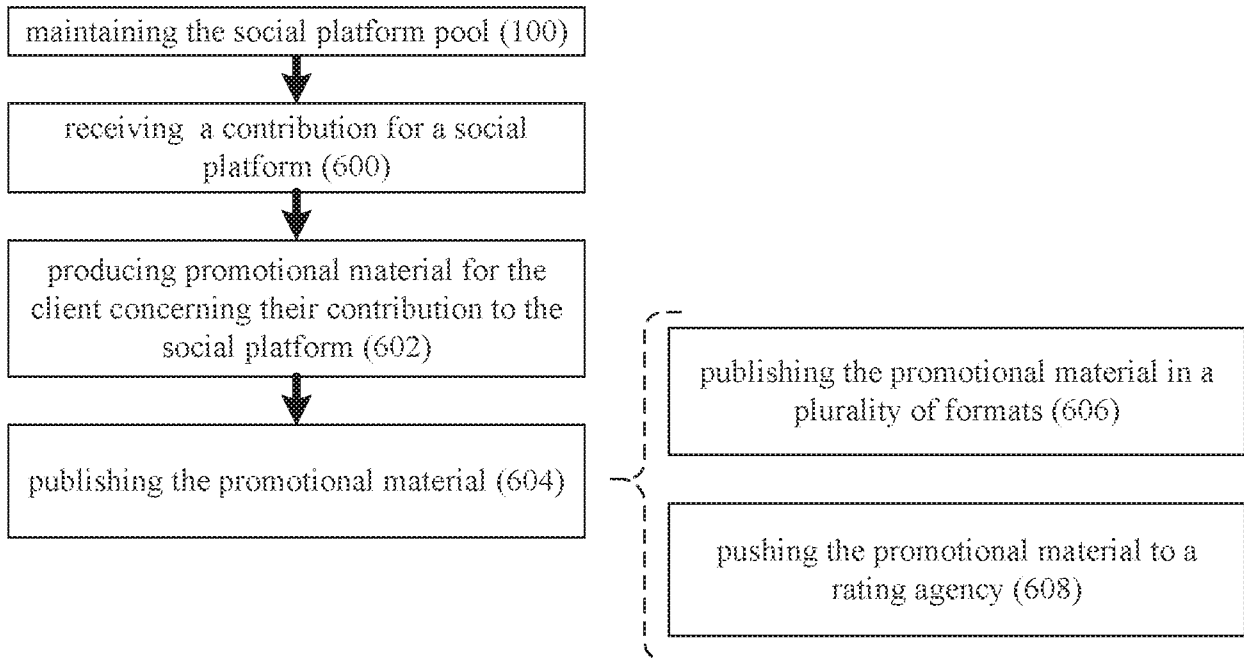 maintaining the social platform pool (100)
receiving a contribution for a social
platform (600)
producing promotional material for the
client concerning their contribution to the
social platform (602)
publishing the promotional material (604)
publishing the promotional material in a
plurality of formats (606)
pushing the promotional material to a
rating agency (608)